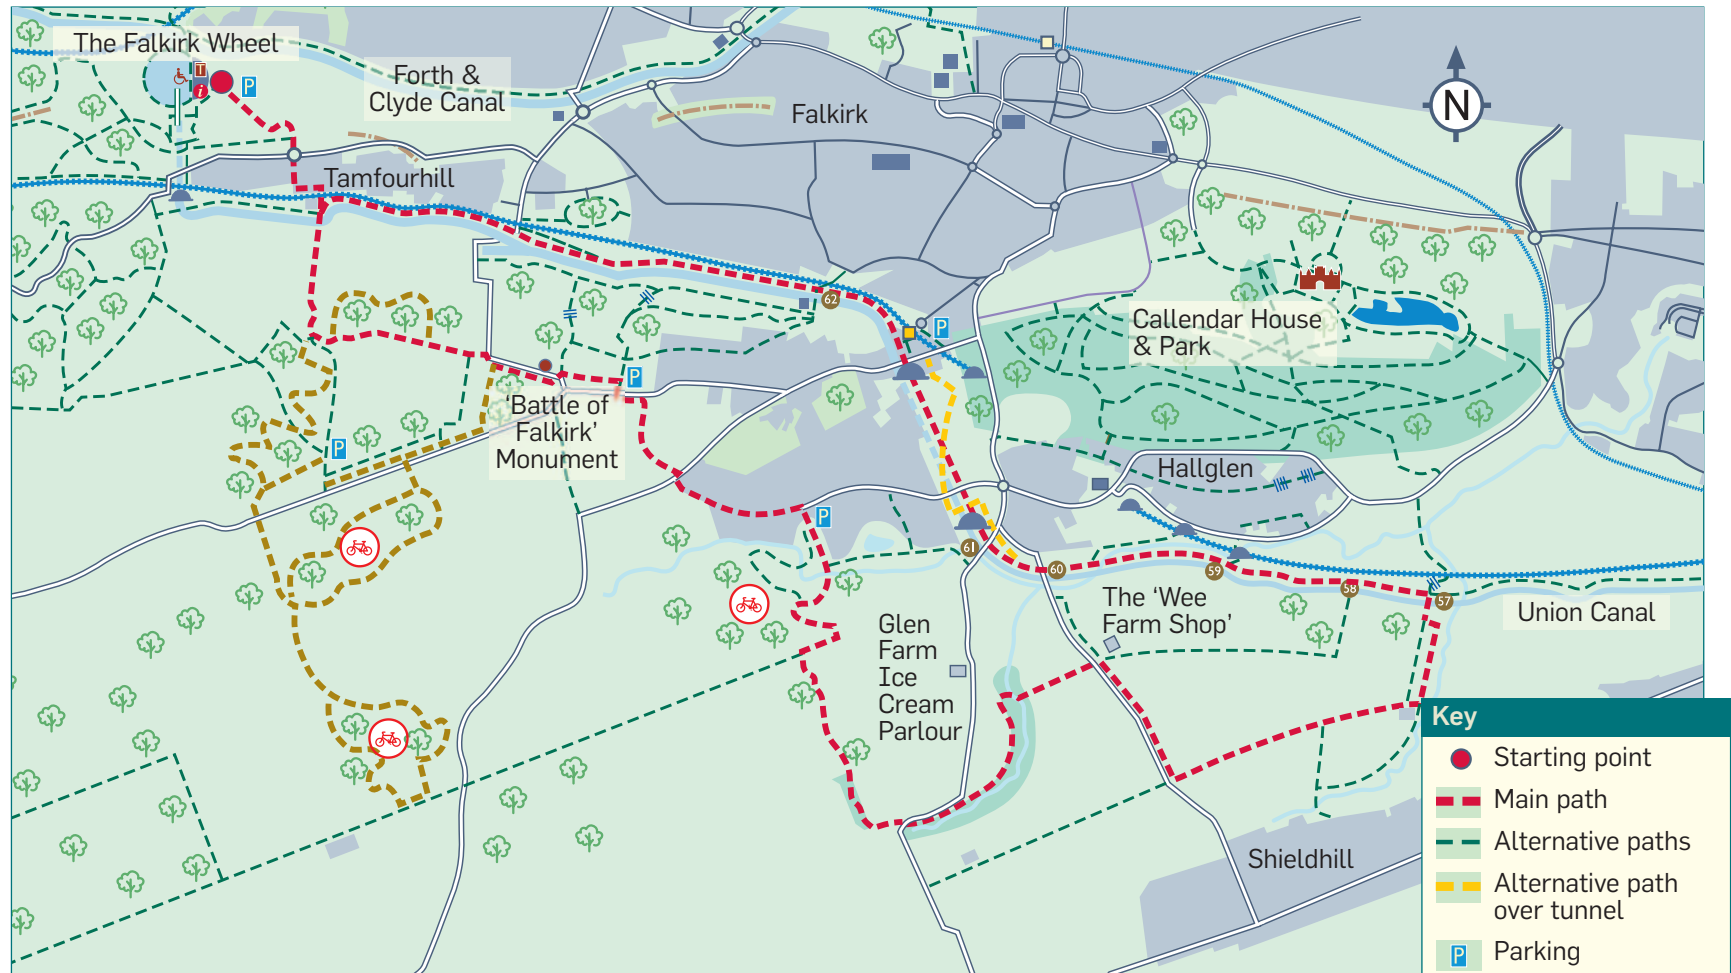 The Falkirk Wheel
T
i
P
Forth &
Clyde Canal
Falkirk
N
Tamfourhill
62
P
Callendar House
& Park
P
'Battle of
Falkirk'
Monument
P
Hallglen
P
61
60
59
58
57
Glen
Farm
Ice
Cream
Parlour
The 'Wee
Farm Shop'
Union Canal
Shieldhill
Key
Starting point
Main path
Alternative paths
Alternative path
over tunnel
P Parking